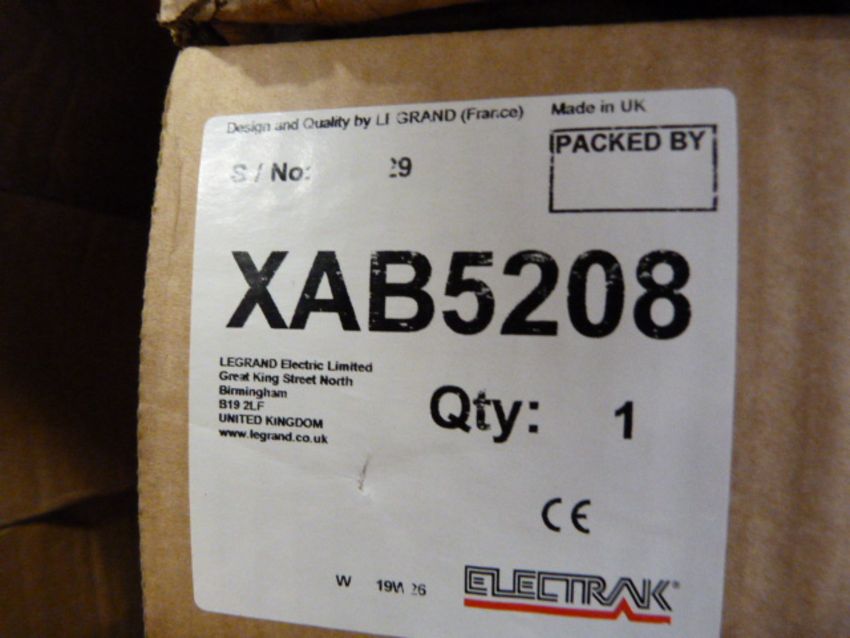 Design and Quality by LEGRAND (France)
Made in UK
S / No: 29
PACKED BY
XAB5208
LEGRAND Electric Limited
Great King Street North
Birmingham
B19 2LF
UNITED KINGDOM
www.legrand.co.uk
Qty: 1
CE
W
ELECTRAK®